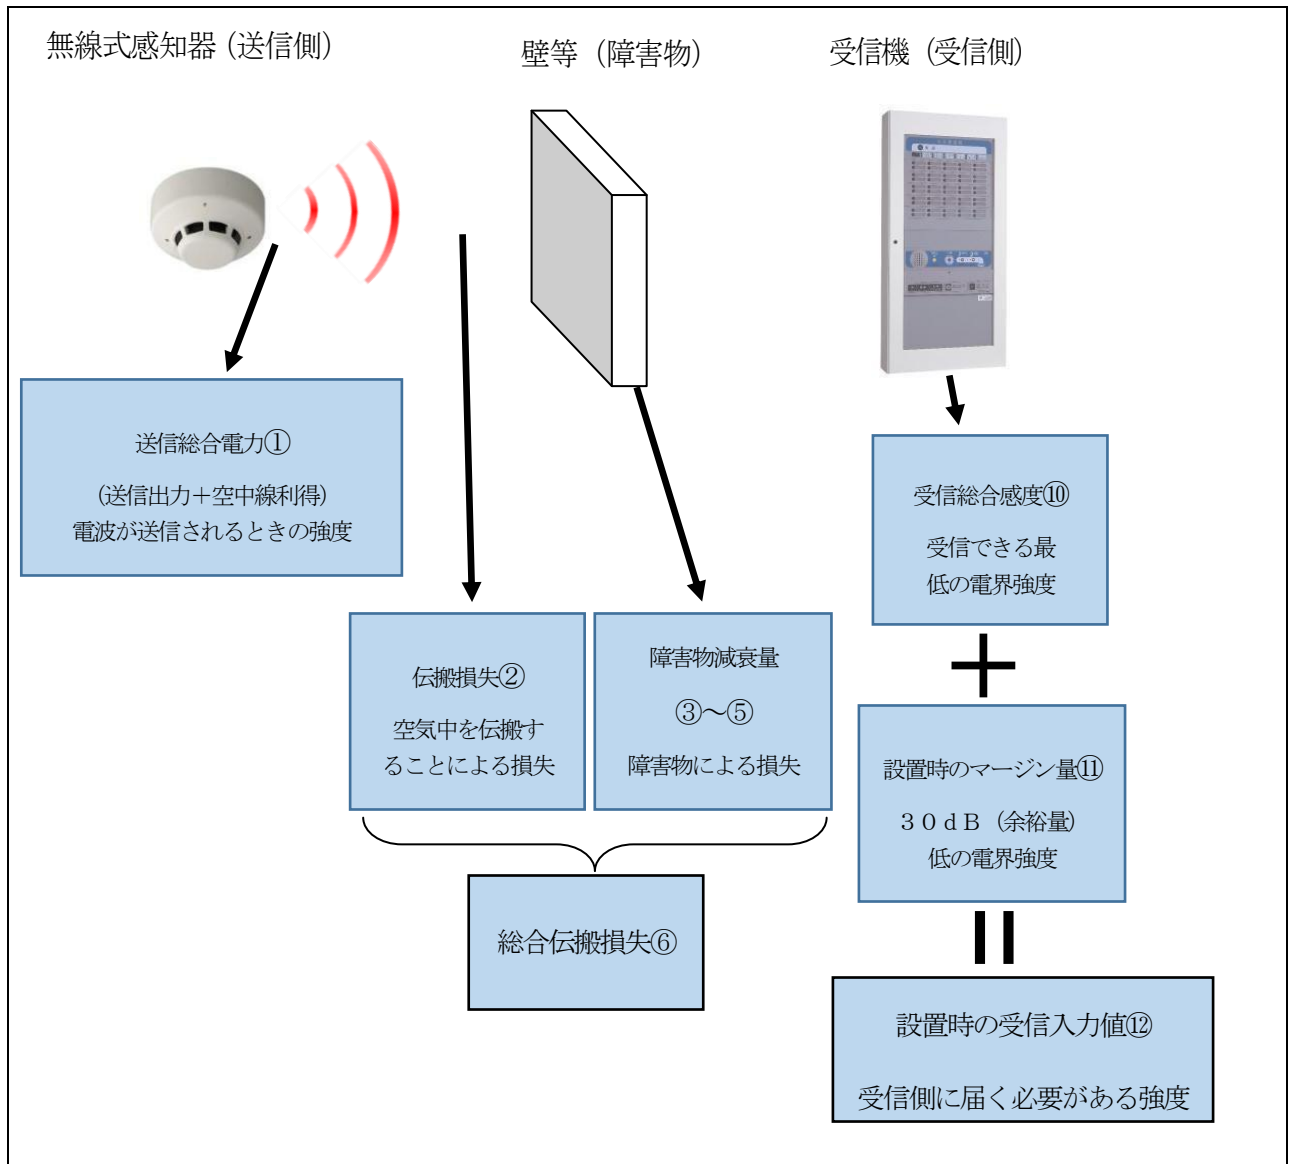 無線式感知器（送信側）
壁等（障害物）
受信機（受信側）
送信総合電力①
（送信出力＋空中線利得）
電波が送信されるときの強度
伝搬損失②
空気中を伝搬す
ることによる損失
障害物減衰量
③～⑤
障害物による損失
総合伝搬損失⑥
受信総合感度⑩
受信できる最
低の電界強度
＋
設置時のマージン量⑪
３０ｄＢ（余裕量）
低の電界強度
設置時の受信入力値⑫
受信側に届く必要がある強度